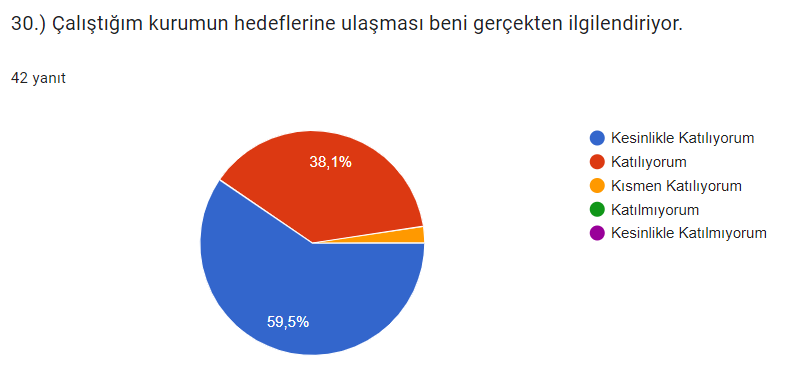 30.) Çalıştığım kurumun hedeflerine ulaşması beni gerçekten ilgilendiriyor.
42 yanıt
38,1%
59,5%
Kesinlikle Katılıyorum
Katılıyorum
Kısmen Katılıyorum
Katılmıyorum
Kesinlikle Katılmıyorum